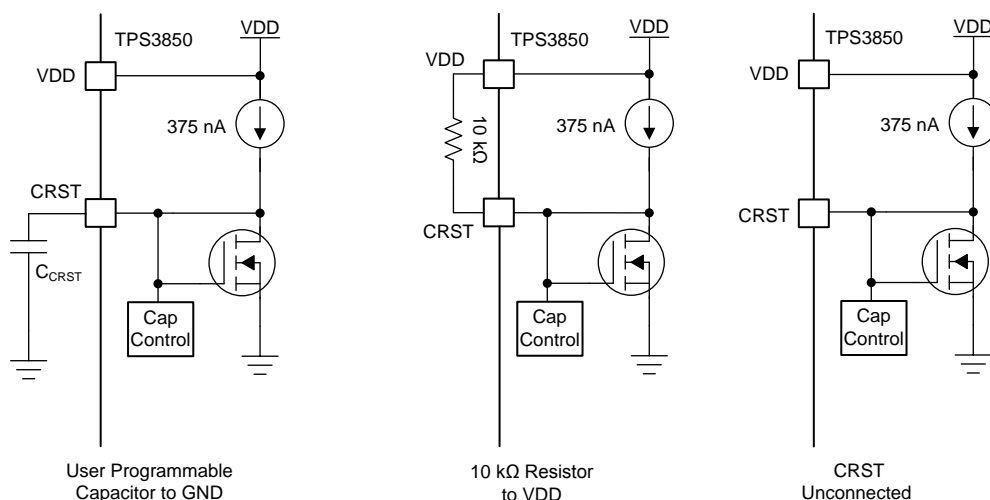 TPS3850
VDD
VDD
375 nA
CRST
CCRST
Cap
Control
User Programmable
Capacitor to GND
TPS3850
VDD
VDD
10 kΩ
375 nA
CRST
Cap
Control
10 kΩ Resistor
to VDD
TPS3850
VDD
VDD
375 nA
CRST
Cap
Control
CRST
Unconnected